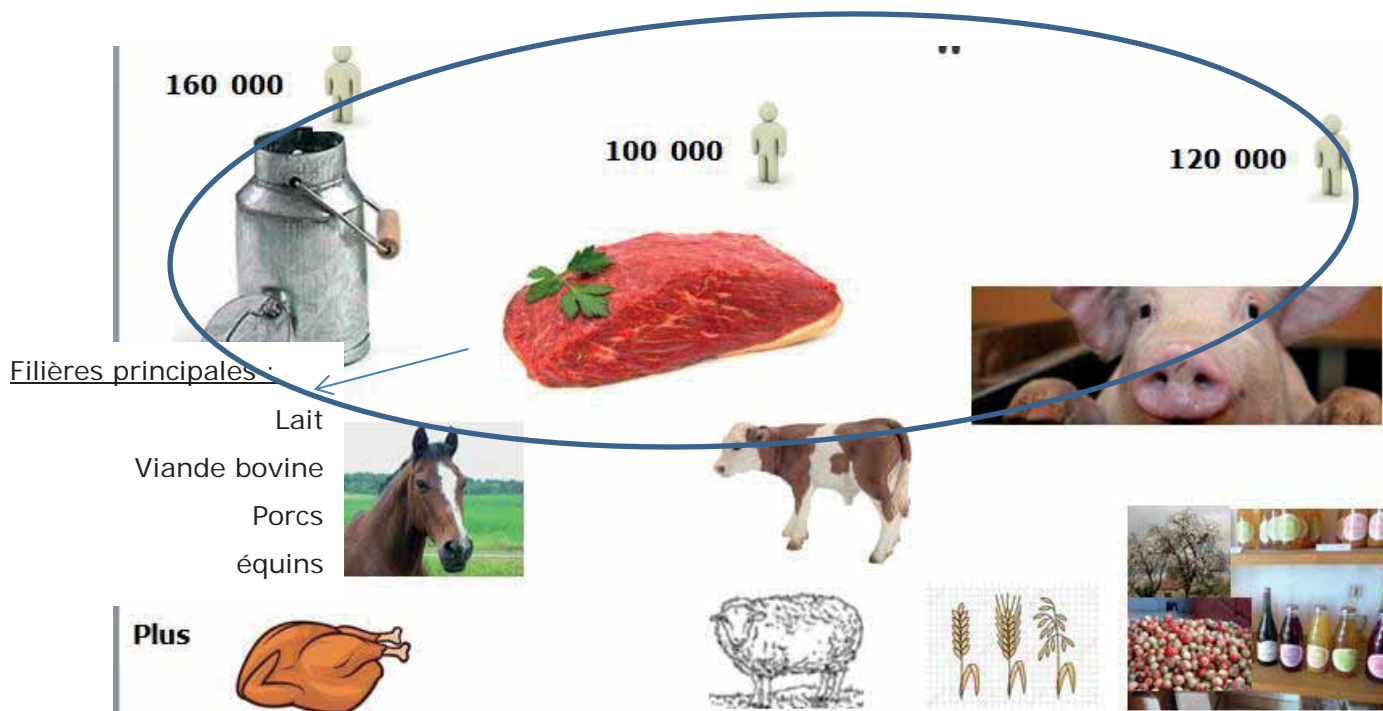 160 000
100 000
120 000
Filières principales :
Lait
Viande bovine
Porcs
équins
Plus